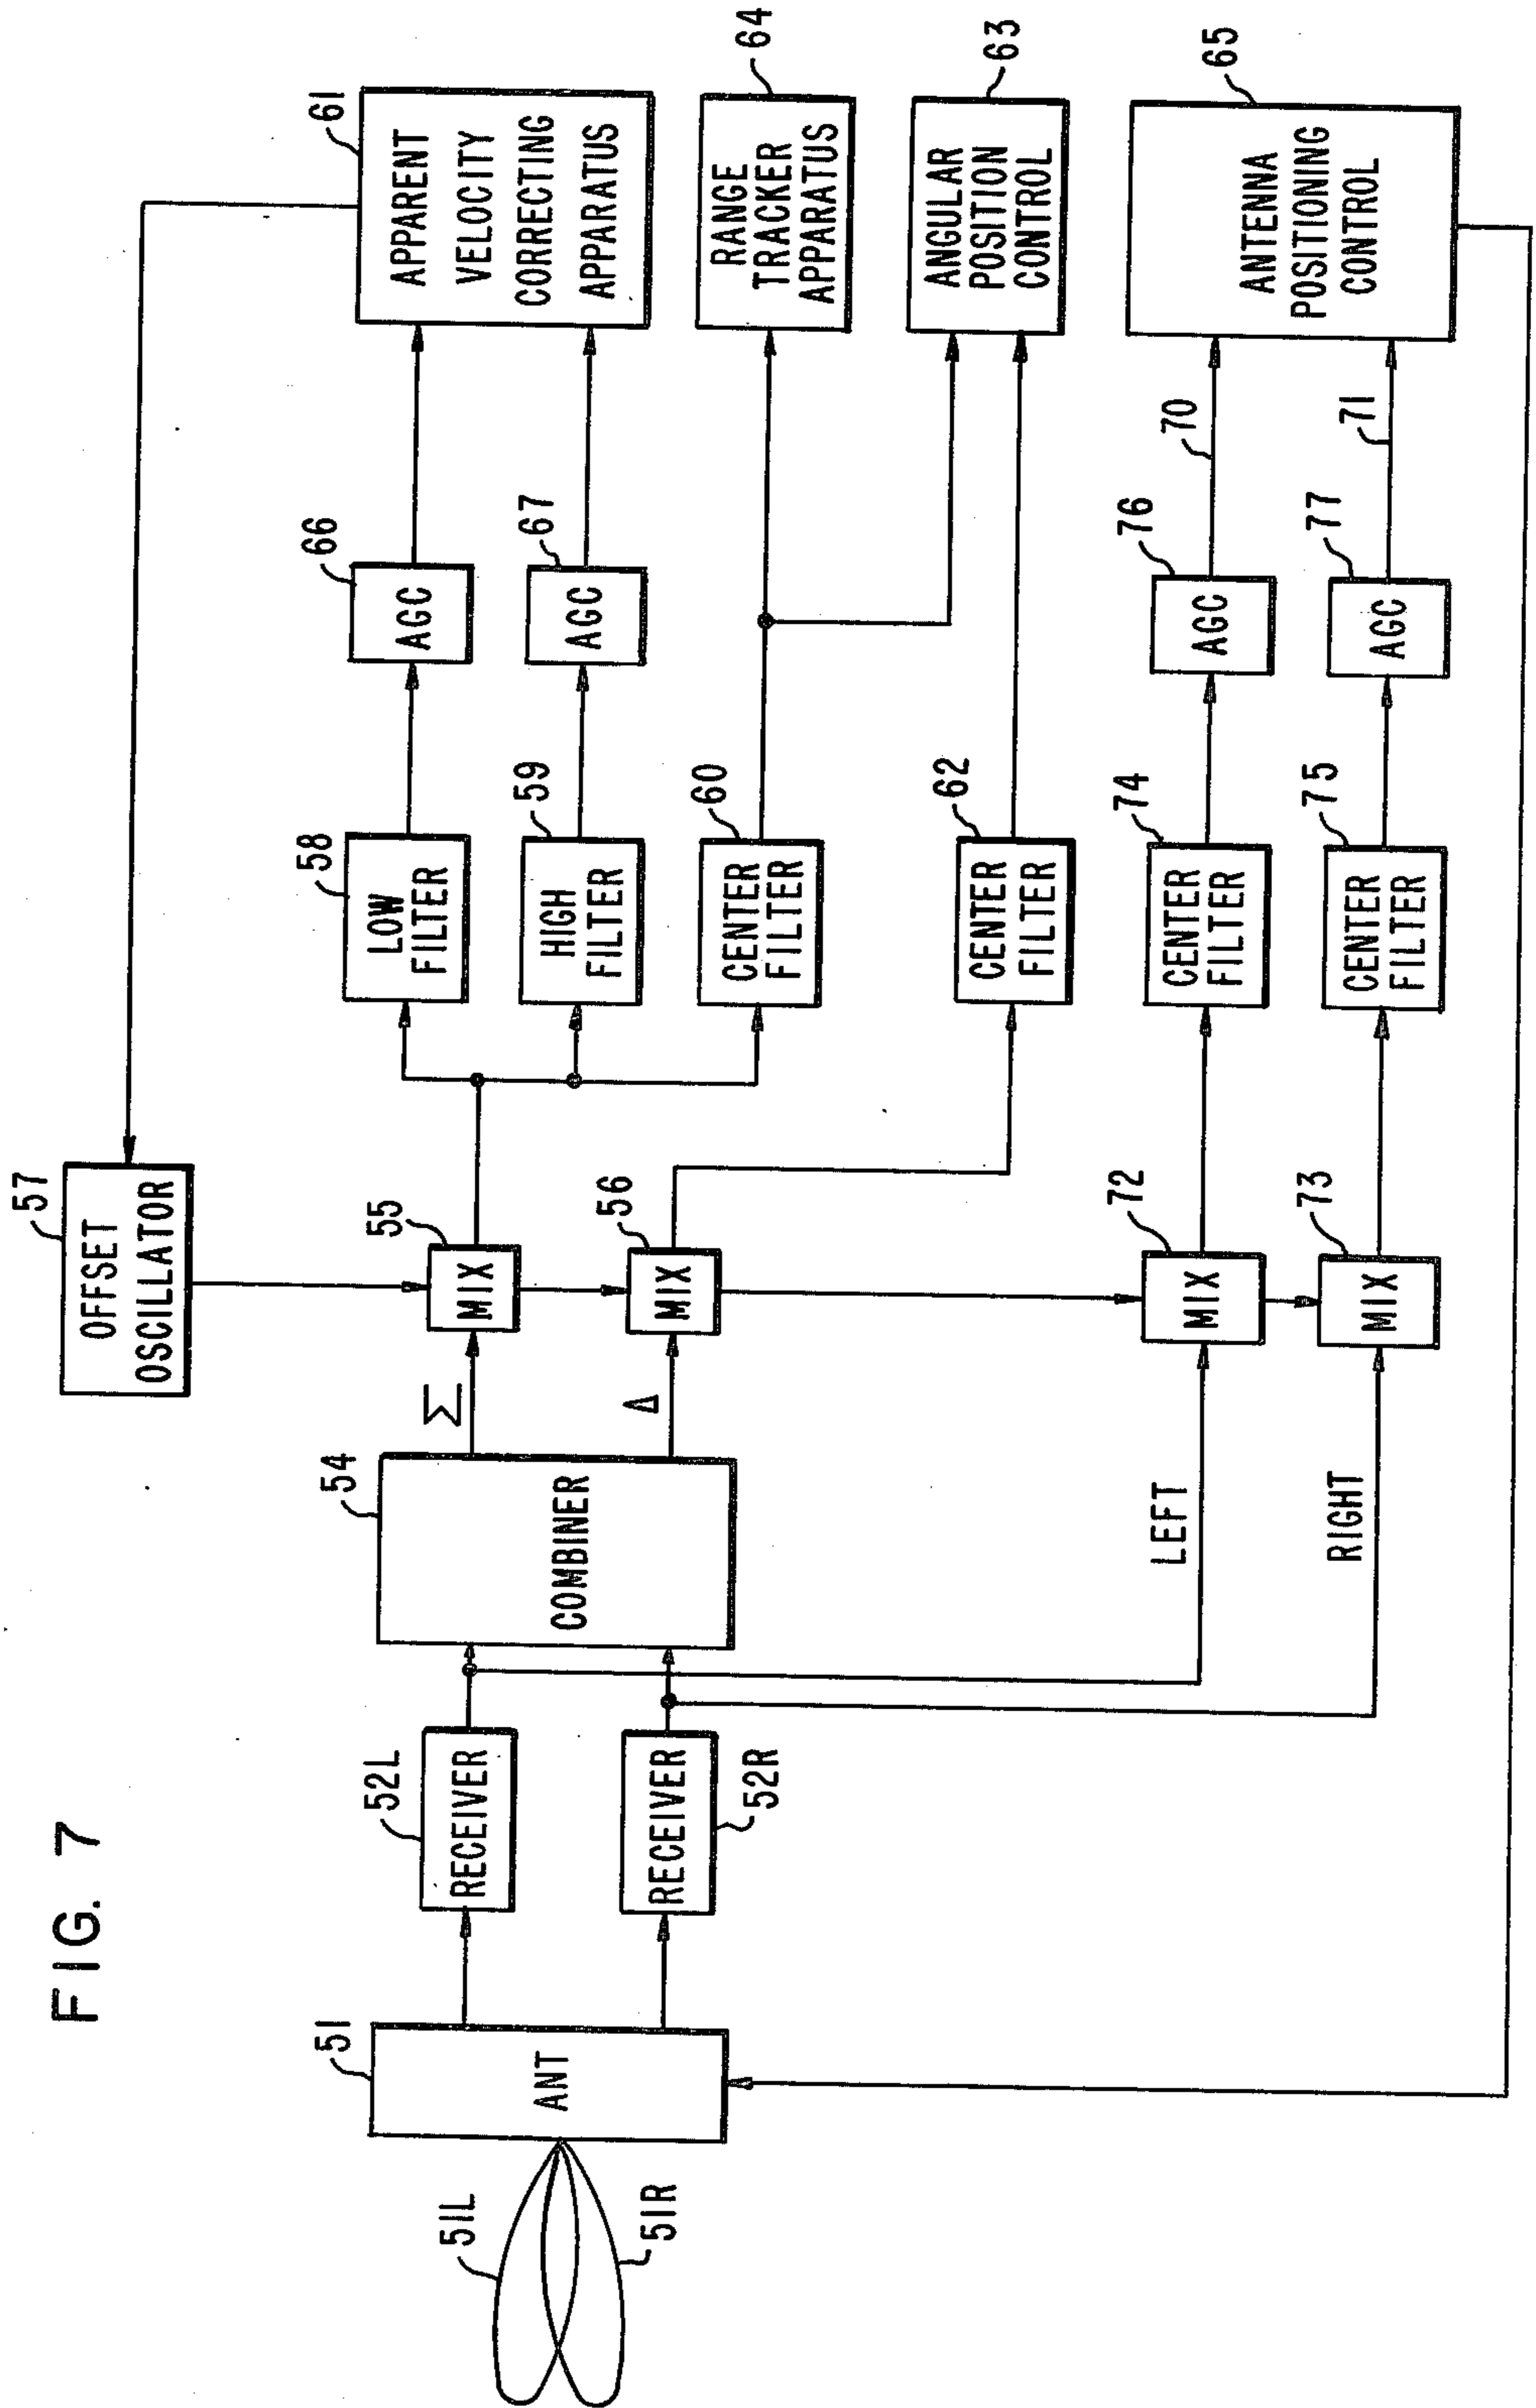 FIG. 7
51L
51R
51
ANT
52L
RECEIVER
52R
RECEIVER
54
COMBINER
Σ
Δ
LEFT
RIGHT
57
OFFSET
OSCILLATOR
55
MIX
56
MIX
72
MIX
73
MIX
58
LOW
FILTER
59
HIGH
FILTER
60
CENTER
FILTER
62
CENTER
FILTER
74
CENTER
FILTER
75
CENTER
FILTER
66
AGC
67
AGC
76
AGC
77
AGC
70
71
61
APPARENT
VELOCITY
CORRECTING
APPARATUS
64
RANGE
TRACKER
APPARATUS
63
ANGULAR
POSITION
CONTROL
65
ANTENNA
POSITIONING
CONTROL